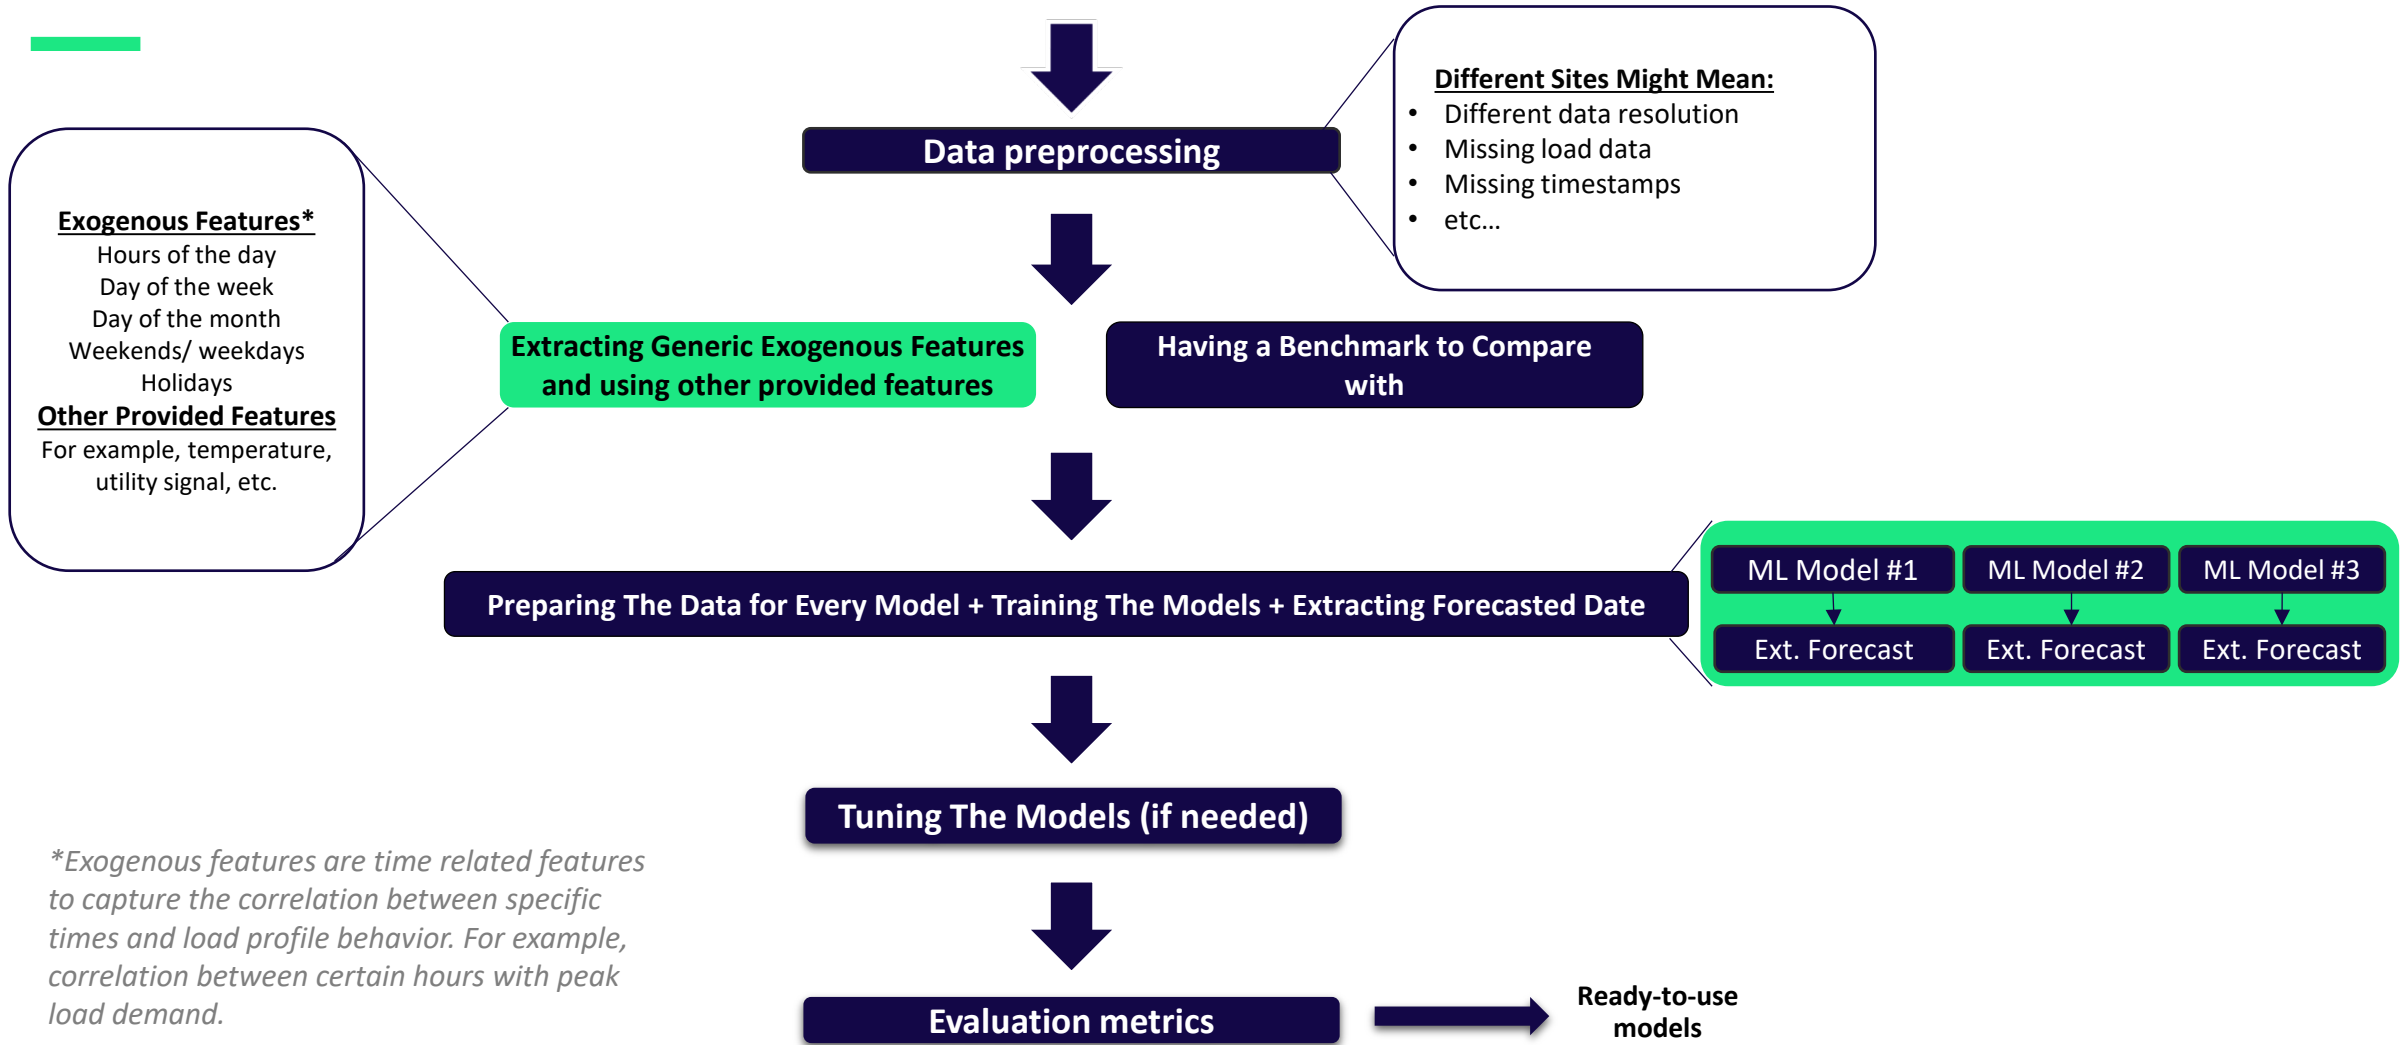 Different Sites Might Mean:
• Different data resolution
• Missing load data
• Missing timestamps
• etc...
Data preprocessing
Exogenous Features*
Hours of the day
Day of the week
Day of the month
Weekends/ weekdays
Holidays
Other Provided Features
For example, temperature,
utility signal, etc.
Extracting Generic Exogenous Features
and using other provided features
Having a Benchmark to Compare
with
Preparing The Data for Every Model + Training The Models + Extracting Forecasted Date
ML Model #1
ML Model #2
ML Model #3
Ext. Forecast
Ext. Forecast
Ext. Forecast
Tuning The Models (if needed)
*Exogenous features are time related features
to capture the correlation between specific
times and load profile behavior. For example,
correlation between certain hours with peak
load demand.
Evaluation metrics
Ready-to-use
models